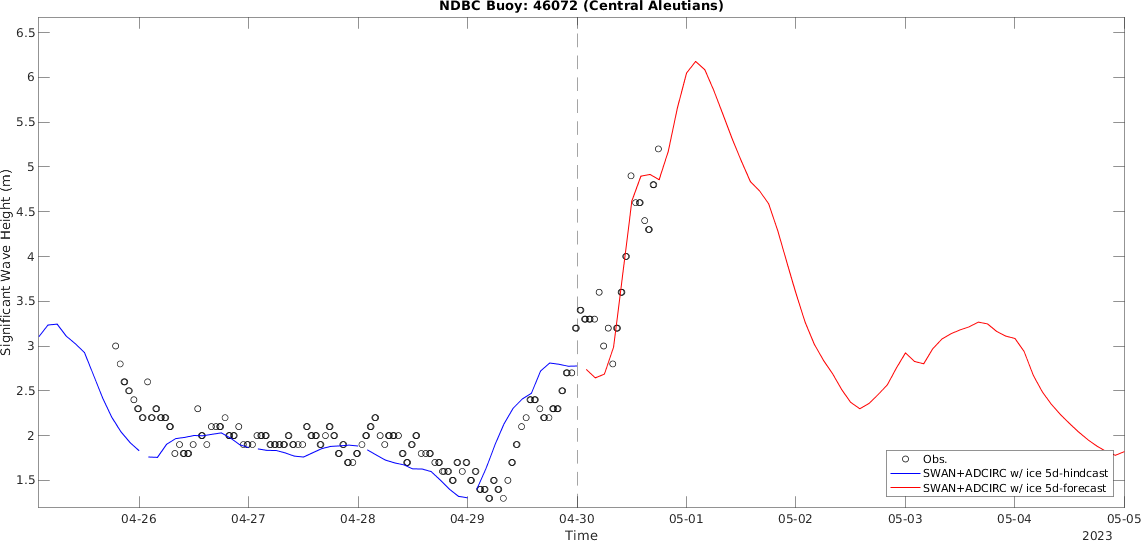 NDBC Buoy: 46072 (Central Aleutians)
Significant Wave Height (m)
6.5
6
5.5
5
4.5
4
3.5
3
2.5
2
1.5
Obs.
SWAN+ADCIRC w/ ice 5d-hindcast
SWAN+ADCIRC w/ ice 5d-forecast
04-26 04-27 04-28 04-29 04-30 05-01 05-02 05-03 05-04 05-05
Time
2023